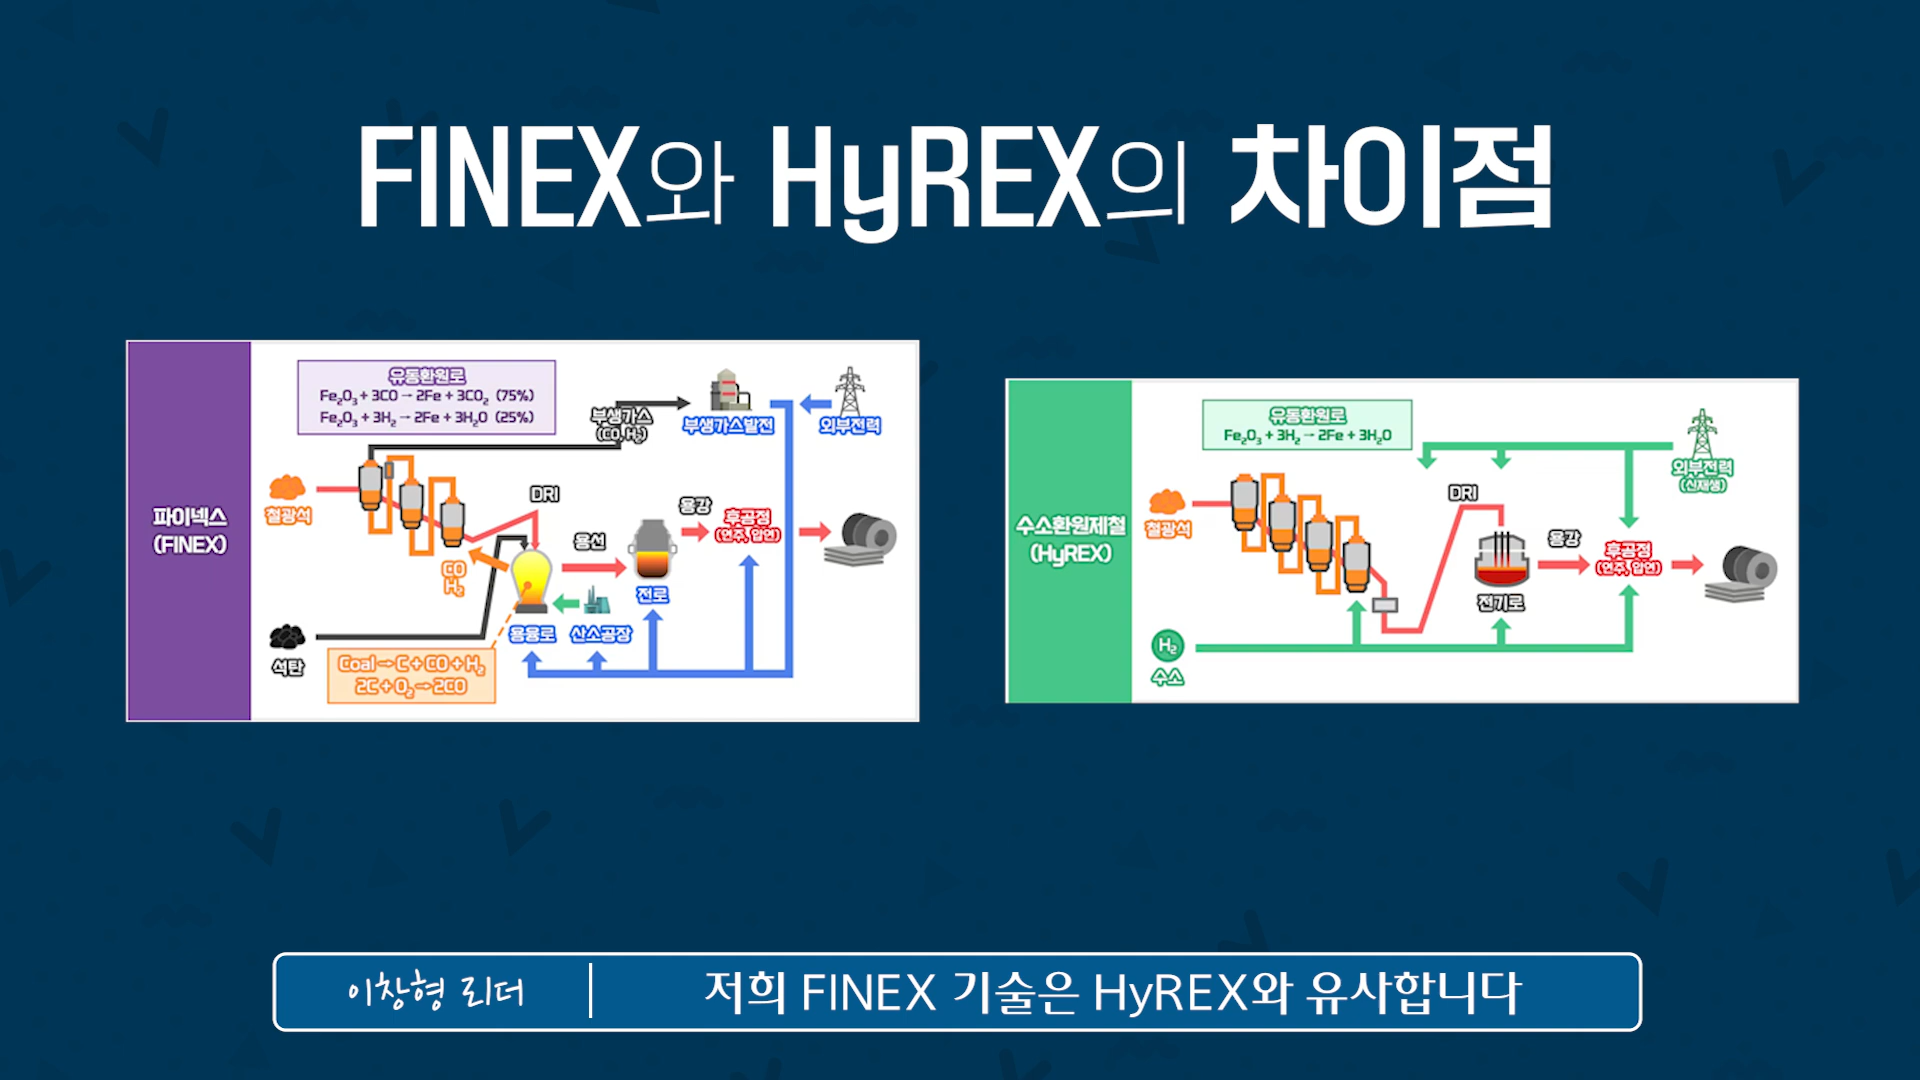 FINEX와 HyREX의 차이점
파이넥스
(FINEX)
유동환원로
Fe₂O₃ + 3CO → 2Fe + 3CO₂ (75%)
Fe₂O₃ + 3H₂ → 2Fe + 3H₂O (25%)
부생가스
(CO, H₂)
부생가스발전
외부전력
철광석
DRI
용강
후공정
(연주, 압연)
용선
CO
H₂
전로
용융로
산소공장
석탄
Coal → C + CO + H₂
2C + O₂ → 2CO
수소환원제철
(HyREX)
유동환원로
Fe₂O₃ + 3H₂ → 2Fe + 3H₂O
외부전력
(신재생)
철광석
DRI
용강
후공정
(연주, 압연)
전기로
H₂
수소
이창형 리더
저희 FINEX 기술은 HyREX와 유사합니다